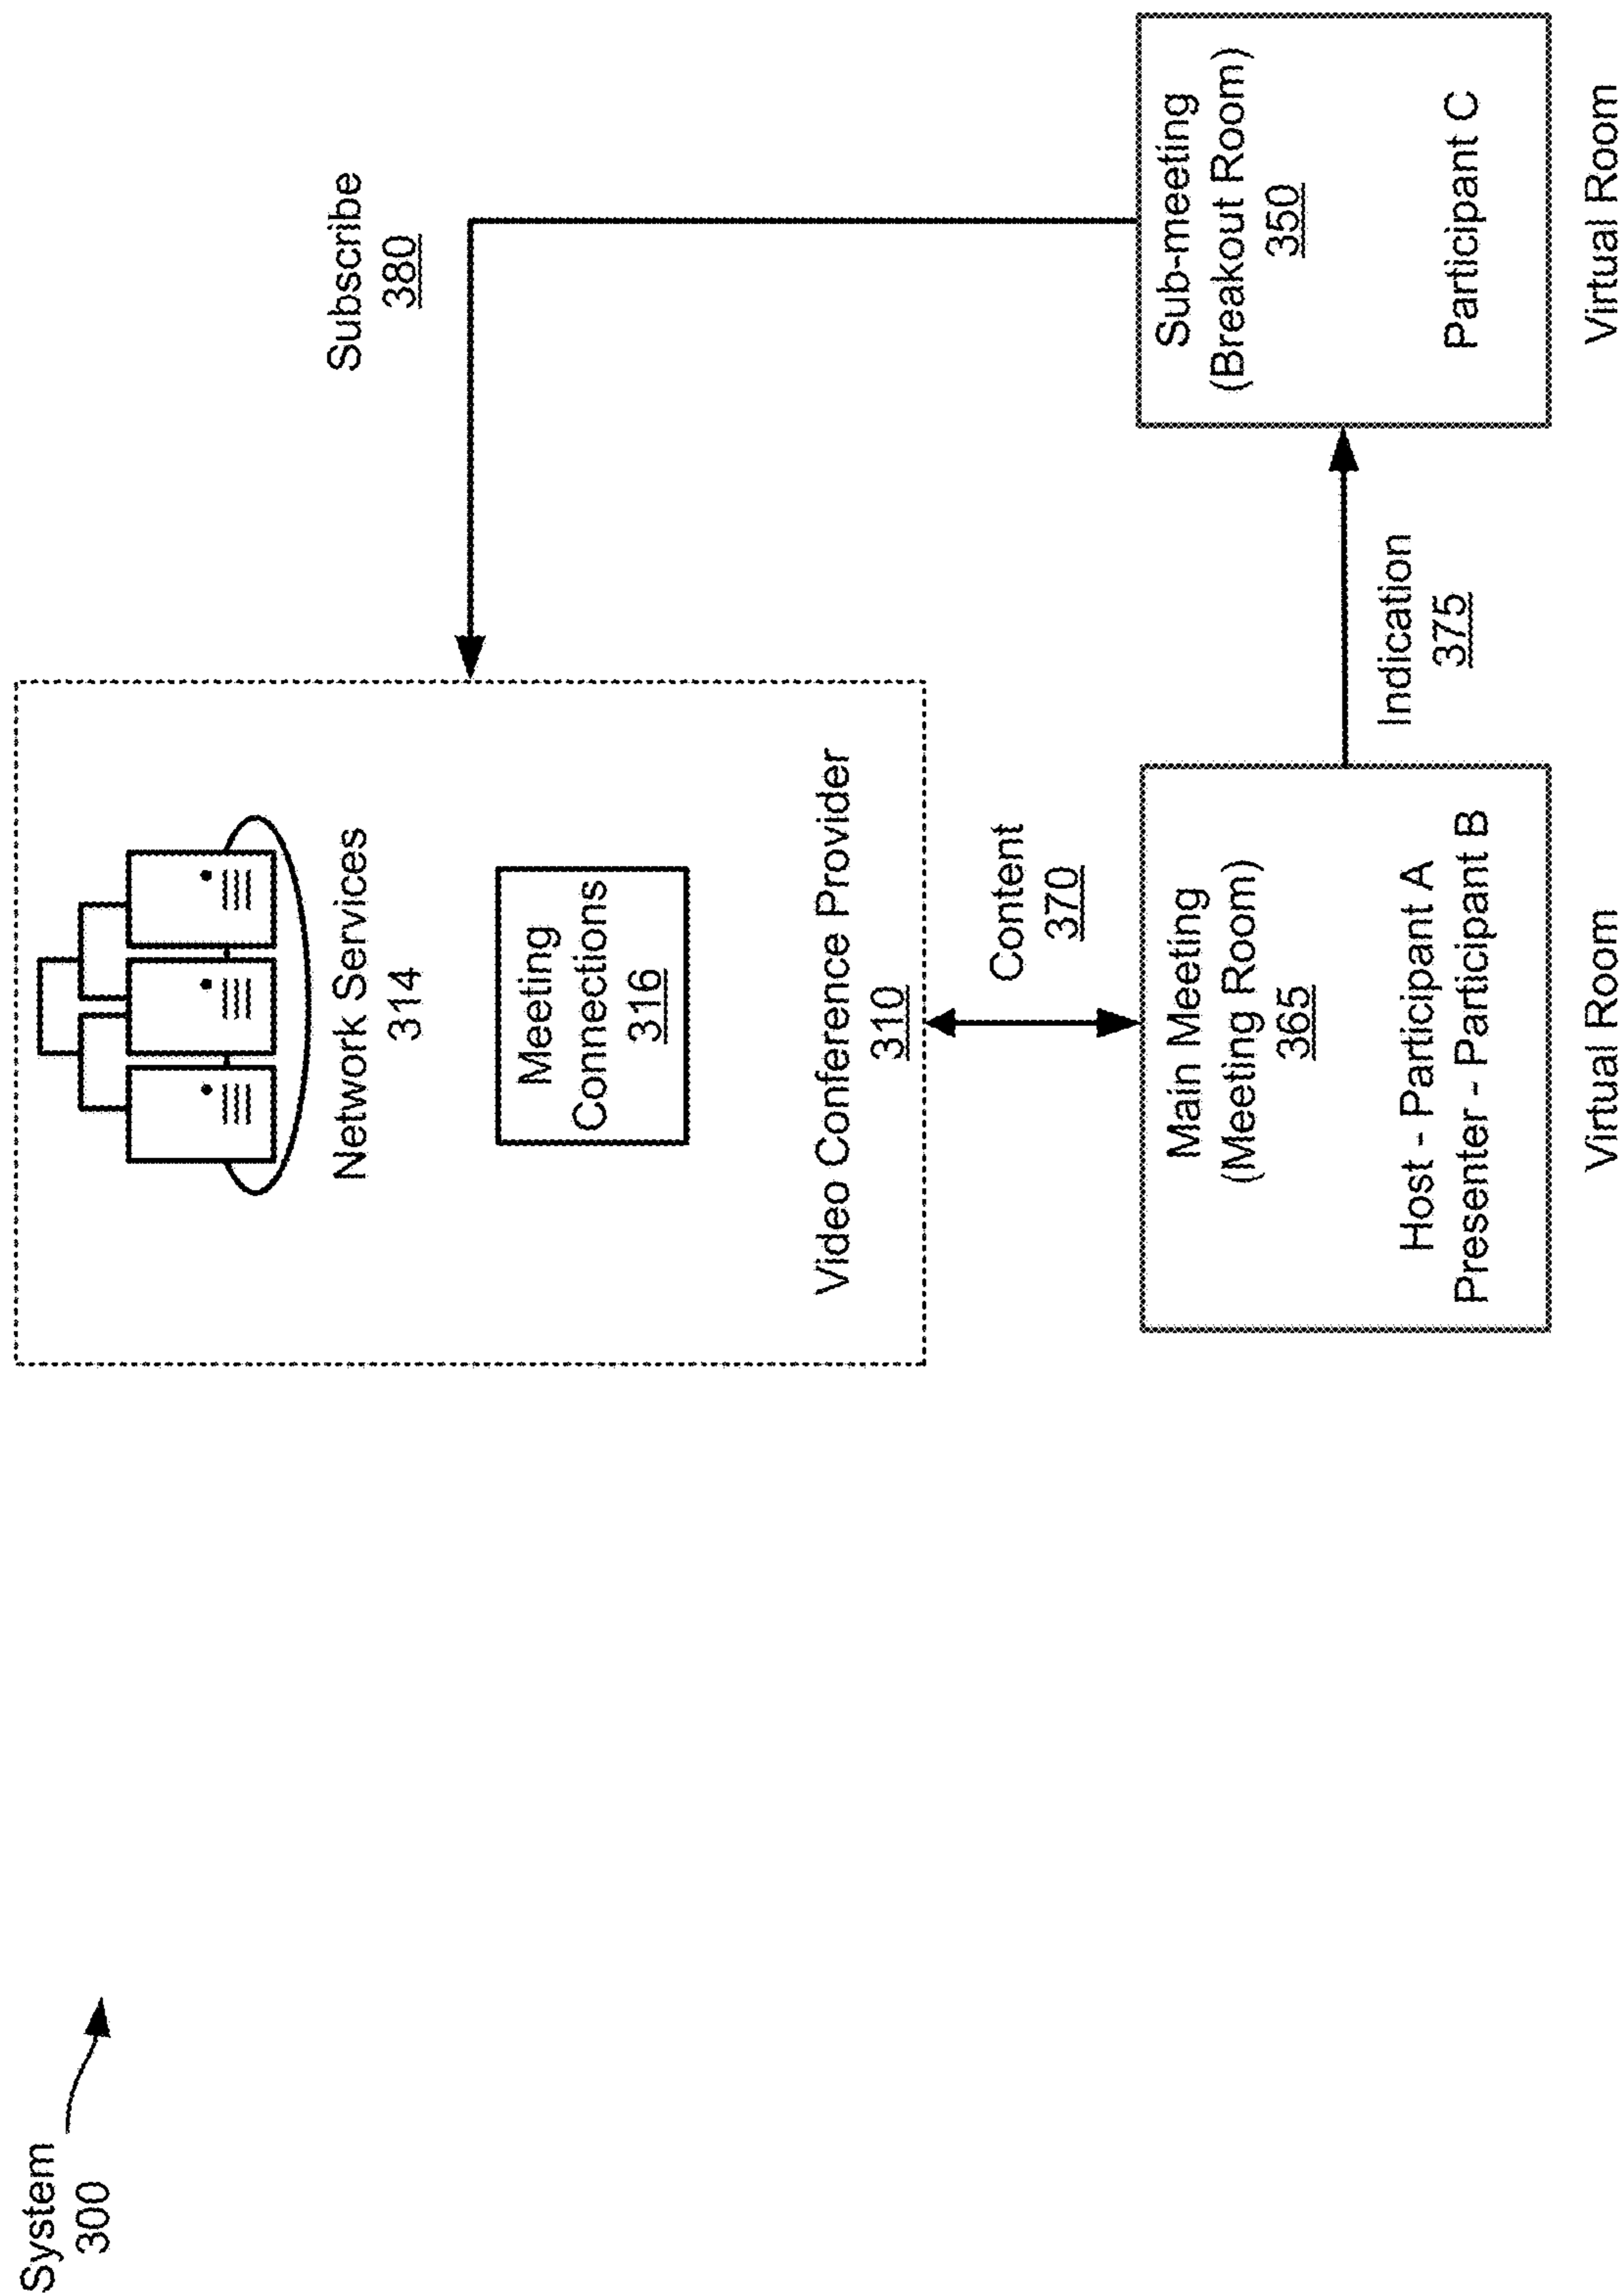 System
300
Network Services
314
Meeting
Connections
316
Video Conference Provider
310
Subscribe
380
Content
370
Main Meeting
(Meeting Room)
365
Host - Participant A
Presenter - Participant B
Virtual Room
Indication
375
Sub-meeting
(Breakout Room)
350
Participant C
Virtual Room